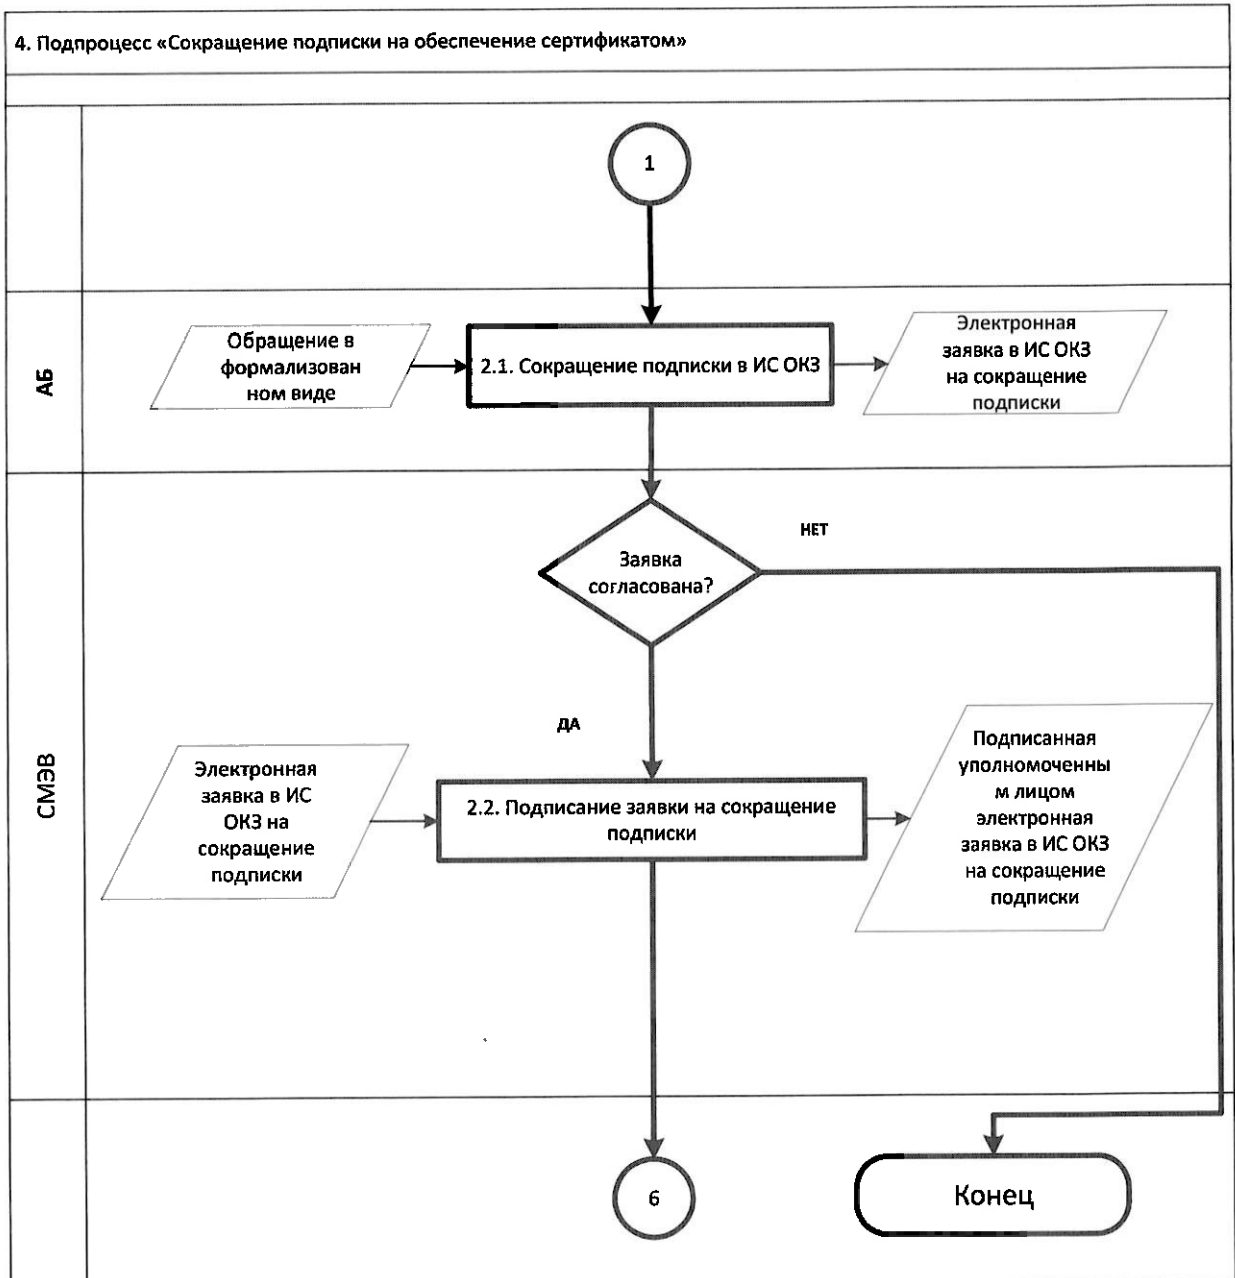 4. Подпроцесс «Сокращение подписки на обеспечение сертификатом»
1
АБ
Обращение в
формализован
ном виде
2.1. Сокращение подписки в ИС ОКЗ
Электронная
заявка в ИС ОКЗ
на сокращение
подписки
СМЭВ
Заявка
согласована?
НЕТ
ДА
Электронная
заявка в ИС
ОКЗ на
сокращение
подписки
2.2. Подписание заявки на сокращение
подписки
Подписанная
уполномоченны
м лицом
электронная
заявка в ИС ОКЗ
на сокращение
подписки
6
Конец